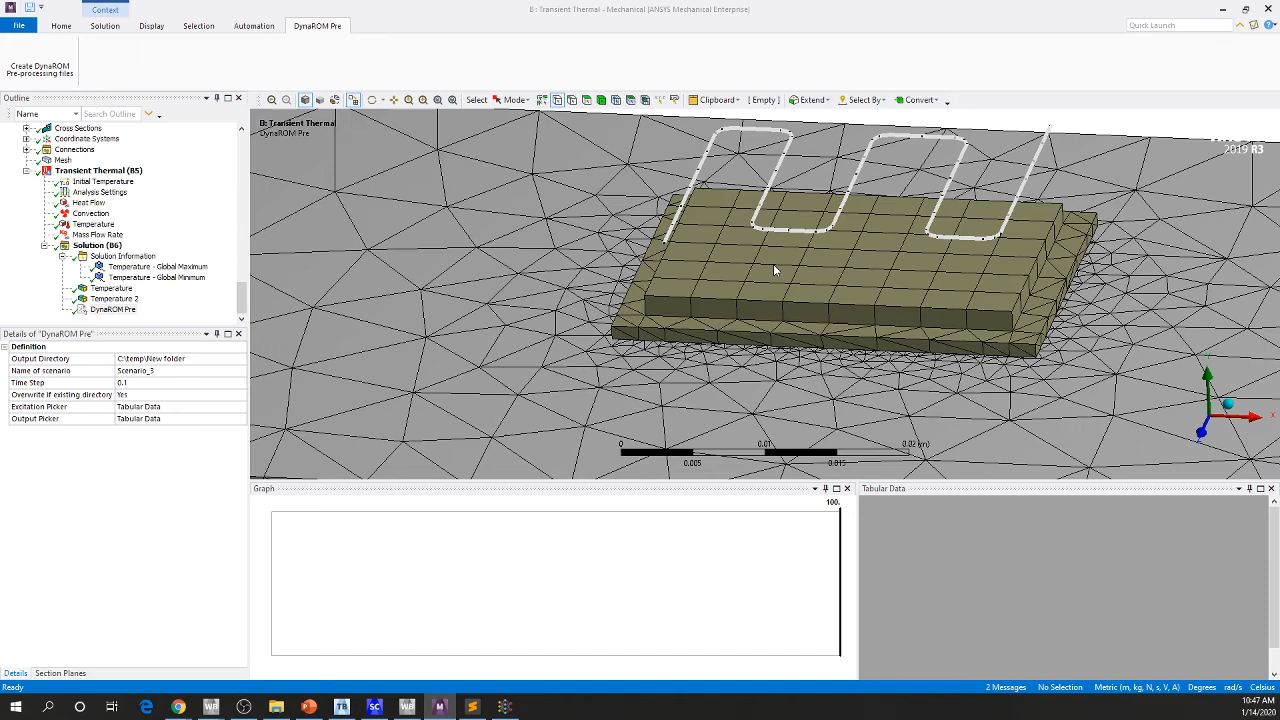 Context
B : Transient Thermal - Mechanical [ANSYS Mechanical Enterprise]
File
Home
Solution
Display
Selection
Automation
DynaROM Pre
Quick Launch
Create DynaROM
Pre-processing files
Outline
Name
Search Outline
Select
Mode
Clipboard
[ Empty ]
Extend
Select By
Convert
Cross Sections
Coordinate Systems
Connections
Mesh
Transient Thermal (B5)
Initial Temperature
Analysis Settings
Heat Flow
Convection
Temperature
Mass Flow Rate
Solution (B6)
Solution Information
Temperature - Global Maximum
Temperature - Global Minimum
Temperature
Temperature 2
DynaROM Pre
B: Transient Thermal
DynaROM Pre
2019 R3
Details of "DynaROM Pre"
Definition
Output Directory C:\temp\New folder
Name of scenario Scenario_3
Time Step 0.1
Overwrite if existing directory Yes
Excitation Picker Tabular Data
Output Picker Tabular Data
0 0.01 0.02 (m)
0.005 0.015
X
Graph
100.
Tabular Data
Details
Section Planes
Ready
2 Messages
No Selection
Metric (m, kg, N, s, V, A)
Degrees
rad/s
Celsius
10:47 AM
1/14/2020